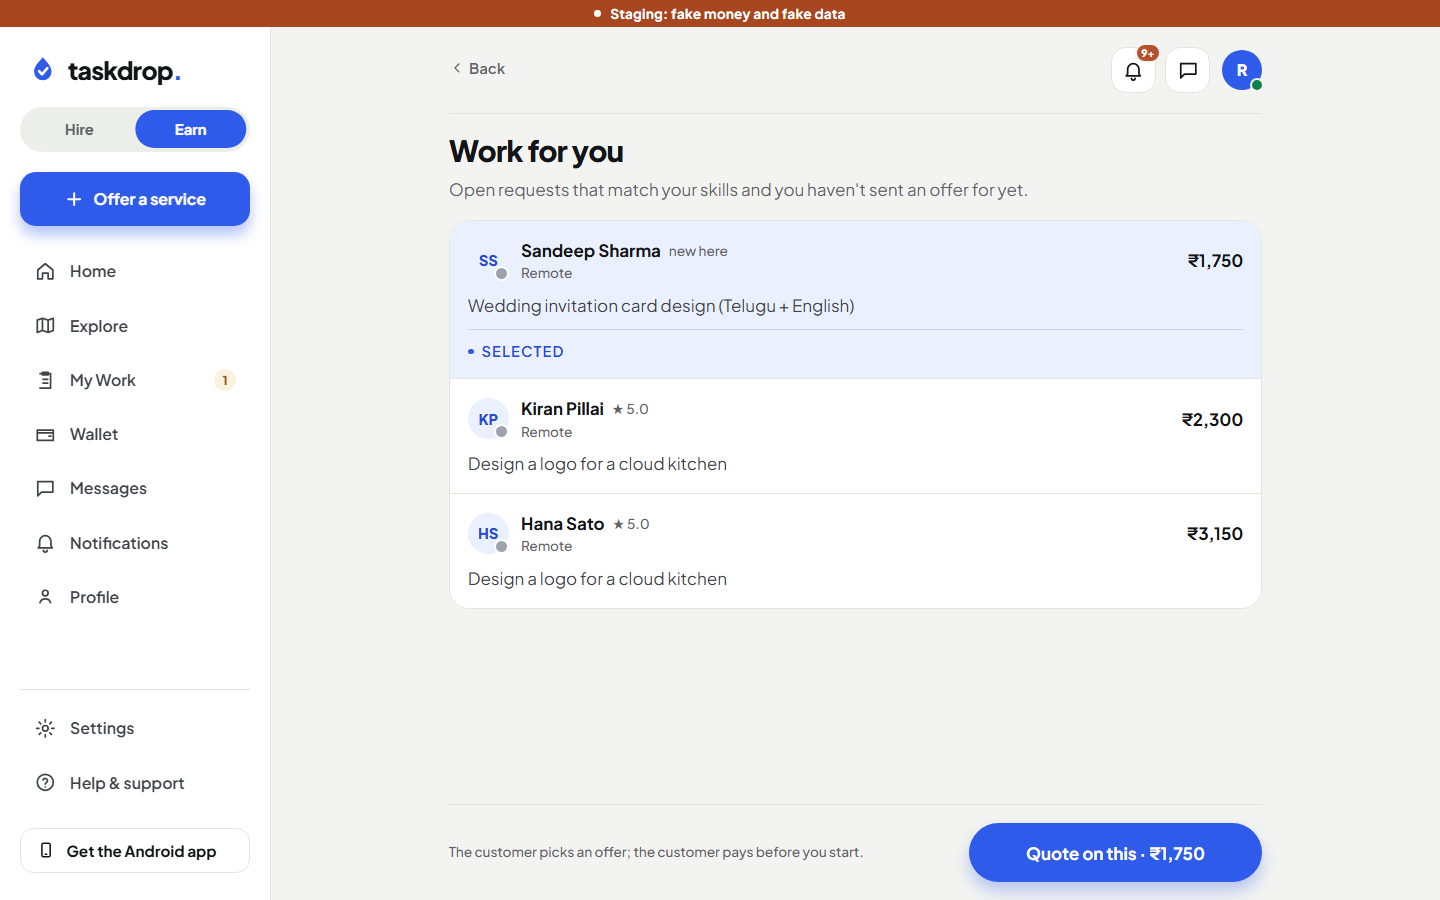 Staging: fake money and fake data
taskdrop.
Hire
Earn
Offer a service
Home
Explore
My Work
1
Wallet
Messages
Notifications
Profile
Settings
Help & support
Get the Android app
Back
9+
R
Work for you
Open requests that match your skills and you haven't sent an offer for yet.
SS
Sandeep Sharma new here
Remote
₹1,750
Wedding invitation card design (Telugu + English)
SELECTED
KP
Kiran Pillai ★ 5.0
Remote
₹2,300
Design a logo for a cloud kitchen
HS
Hana Sato ★ 5.0
Remote
₹3,150
Design a logo for a cloud kitchen
The customer picks an offer; the customer pays before you start.
Quote on this · ₹1,750